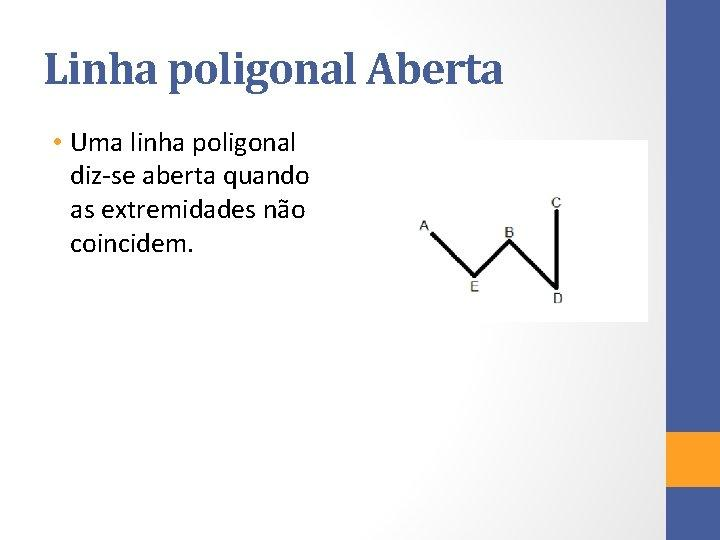 Linha poligonal Aberta
• Uma linha poligonal
diz-se aberta quando
as extremidades não
coincidem.
C
A
B
E
D